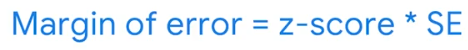 Margin of error = z-score * SE